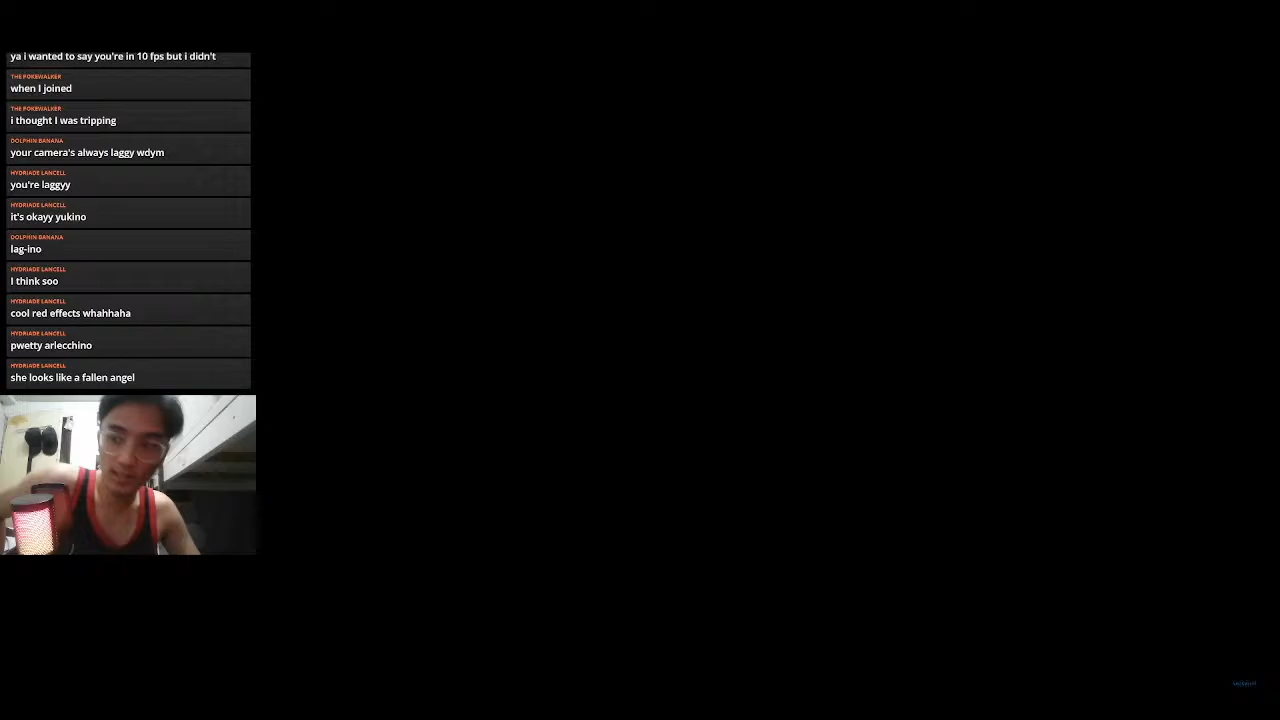 ya i wanted to say you're in 10 fps but i didn't
THE POKEWALKER
when I joined
THE POKEWALKER
i thought I was tripping
DOLPHIN BANANA
your camera's always laggy wdym
HYDRIADE LANCELL
you're laggyy
HYDRIADE LANCELL
it's okayy yukino
DOLPHIN BANANA
lag-ino
HYDRIADE LANCELL
I think soo
HYDRIADE LANCELL
cool red effects whahhaha
HYDRIADE LANCELL
pwetty arlecchino
HYDRIADE LANCELL
she looks like a fallen angel